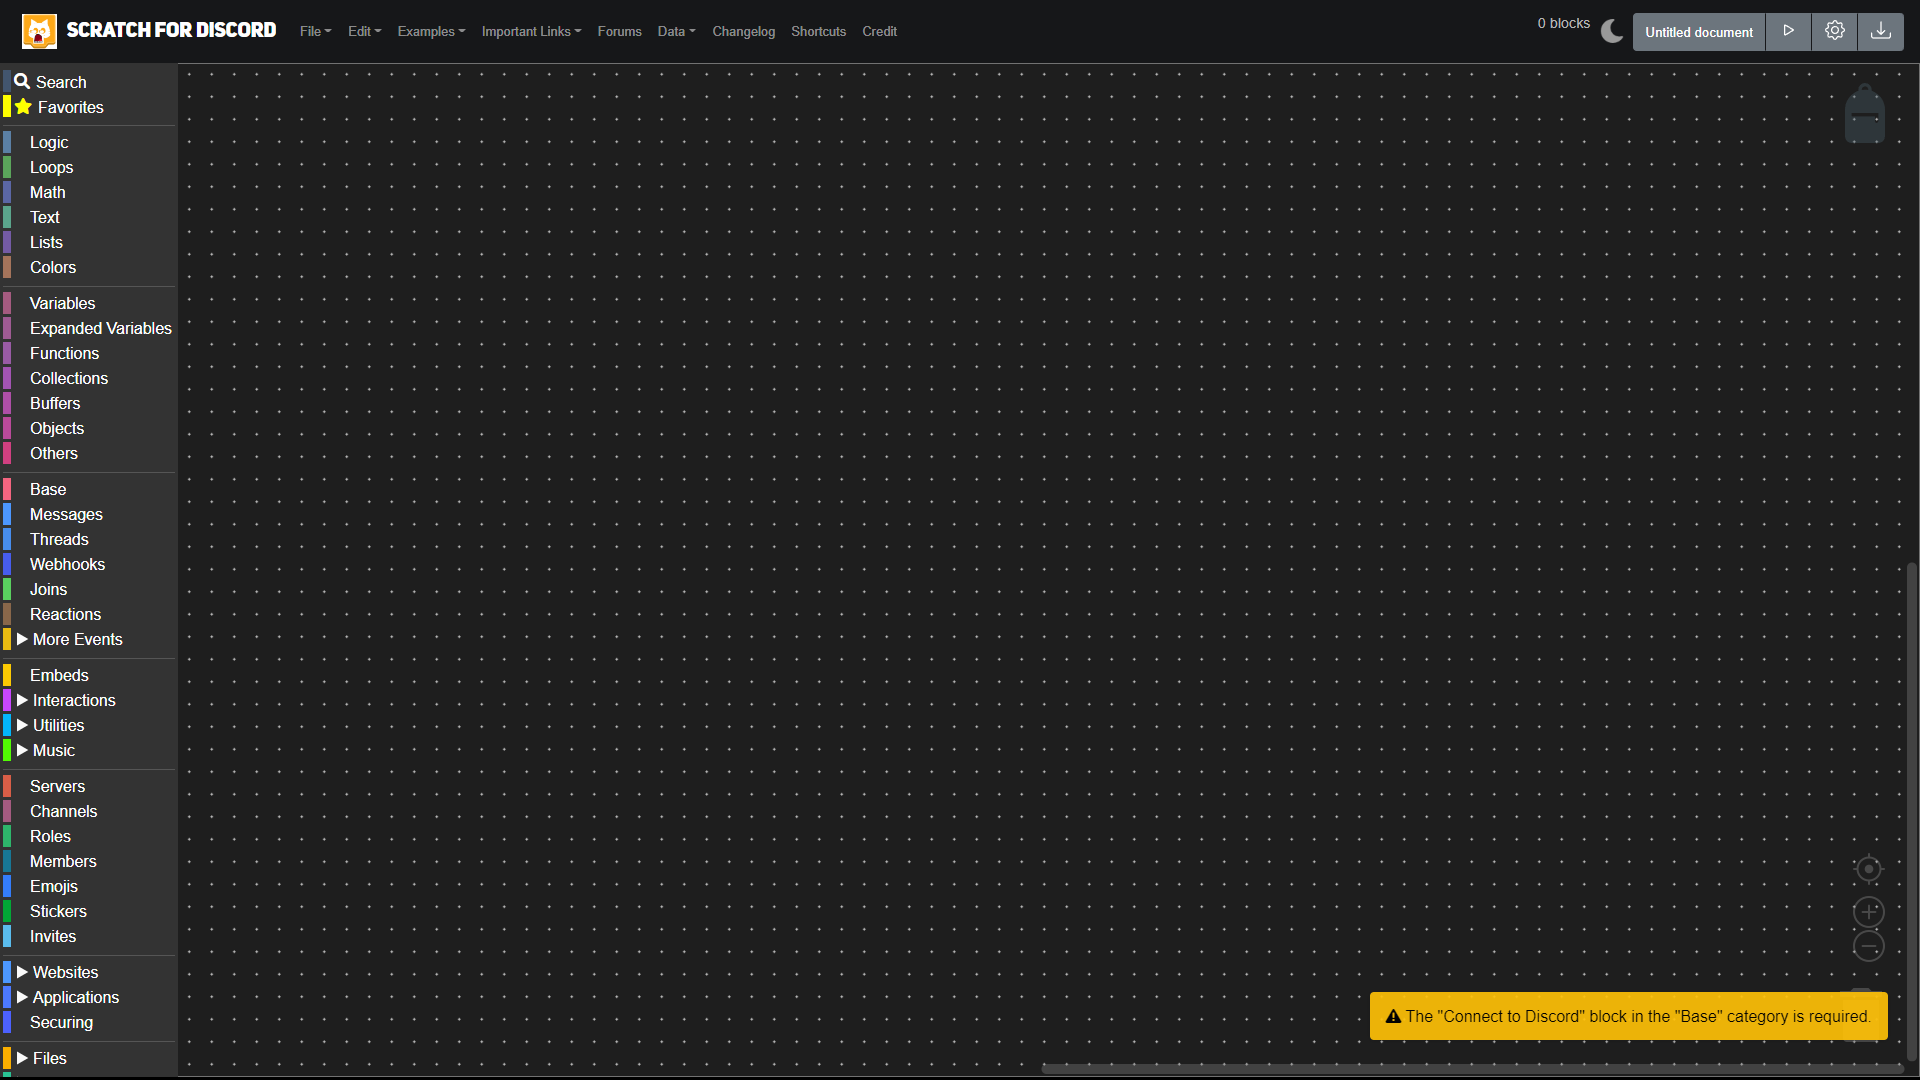 SCRATCH FOR DISCORD
File
Edit
Examples
Important Links
Forums
Data
Changelog
Shortcuts
Credit
0 blocks
Untitled document
Search
Favorites
Logic
Loops
Math
Text
Lists
Colors
Variables
Expanded Variables
Functions
Collections
Buffers
Objects
Others
Base
Messages
Threads
Webhooks
Joins
Reactions
More Events
Embeds
Interactions
Utilities
Music
Servers
Channels
Roles
Members
Emojis
Stickers
Invites
Websites
Applications
Securing
Files
The "Connect to Discord" block in the "Base" category is required.